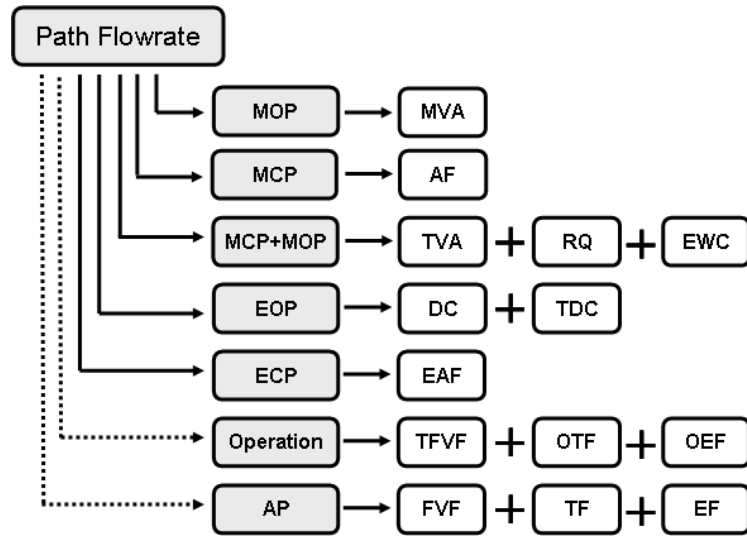 Path Flowrate
MOP MVA
MCP AF
MCP+MOP TVA + RQ + EWC
EOP DC + TDC
ECP EAF
Operation TFVF + OTF + OEF
AP FVF + TF + EF